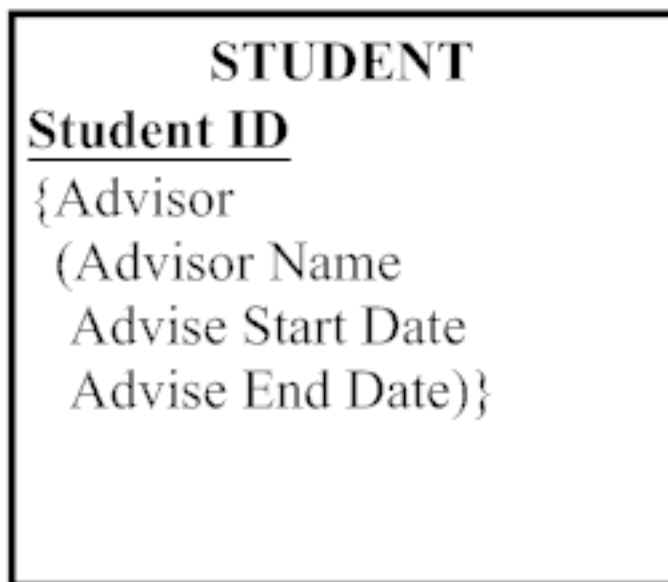 STUDENT
Student ID
{Advisor
(Advisor Name
Advise Start Date
Advise End Date)}